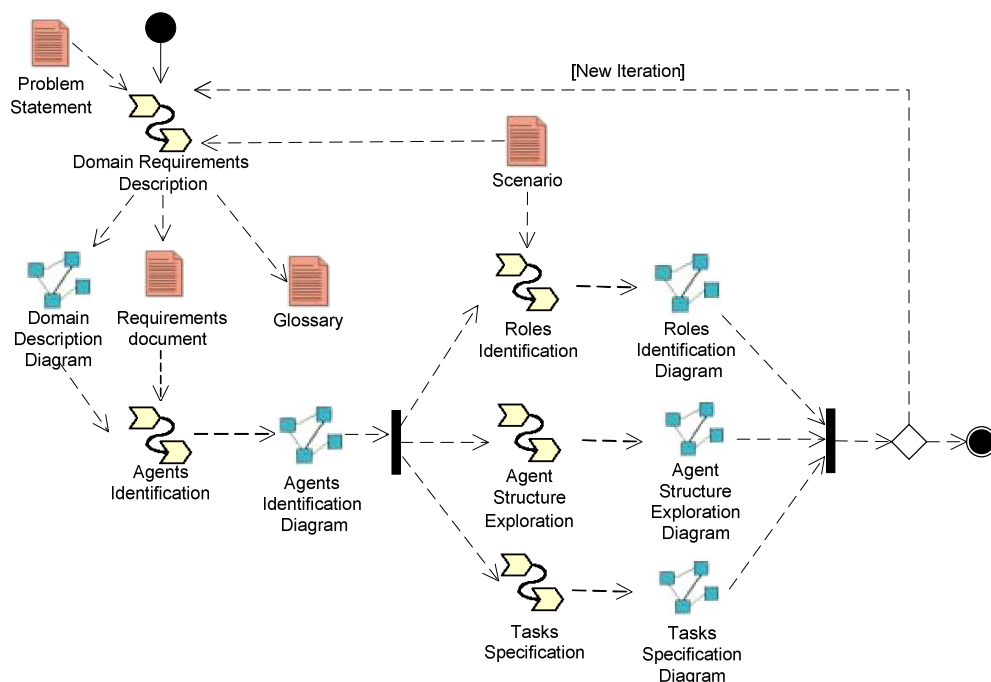 Problem
Statement
[New Iteration]
Domain Requirements
Description
Scenario
Domain
Description
Diagram
Requirements
document
Glossary
Roles
Identification
Roles
Identification
Diagram
Agents
Identification
Agents
Identification
Diagram
Agent
Structure
Exploration
Agent
Structure
Exploration
Diagram
Tasks
Specification
Tasks
Specification
Diagram